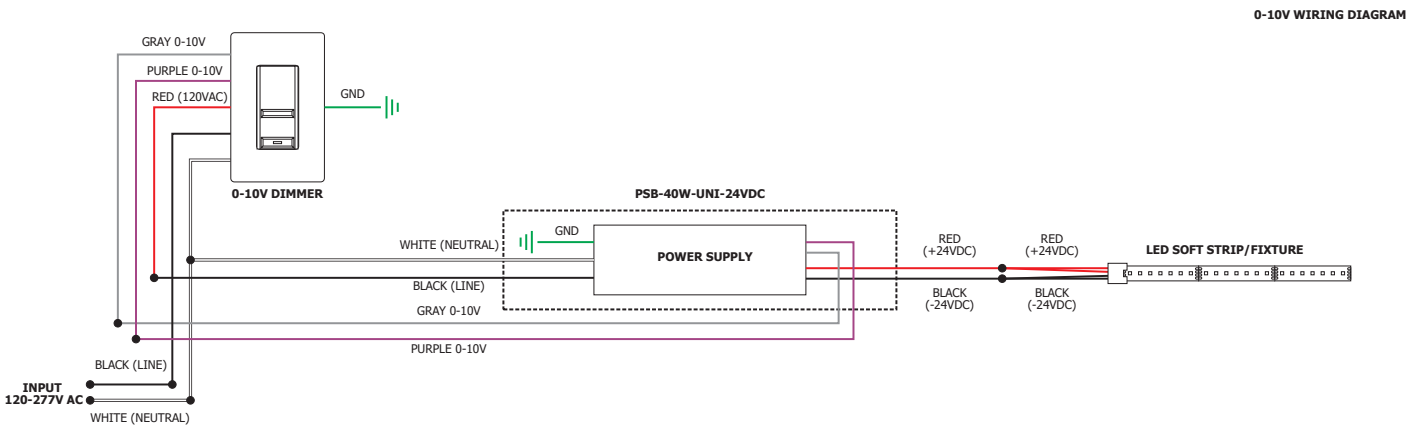 0-10V WIRING DIAGRAM
GRAY 0-10V
PURPLE 0-10V
RED (120VAC)
GND
0-10V DIMMER
PSB-40W-UNI-24VDC
GND
WHITE (NEUTRAL)
POWER SUPPLY
BLACK (LINE)
GRAY 0-10V
PURPLE 0-10V
RED
(+24VDC)
RED
(+24VDC)
BLACK
(-24VDC)
BLACK
(-24VDC)
LED SOFT STRIP/FIXTURE
BLACK (LINE)
INPUT
120-277V AC
WHITE (NEUTRAL)